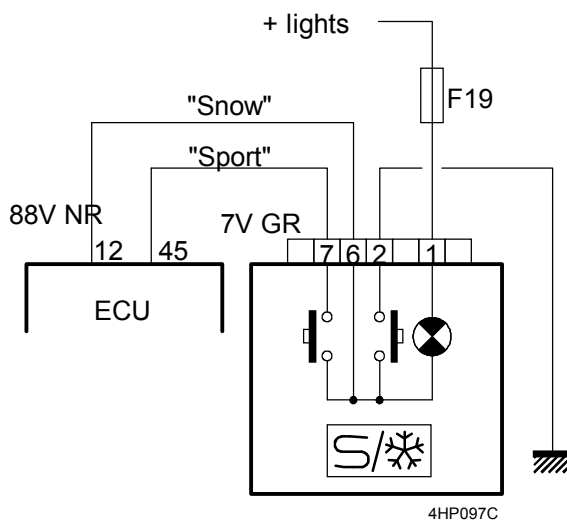 + lights
F19
"Snow"
"Sport"
88V NR
7V GR
12 45
7 6 2 1
ECU
S/
4HP097C